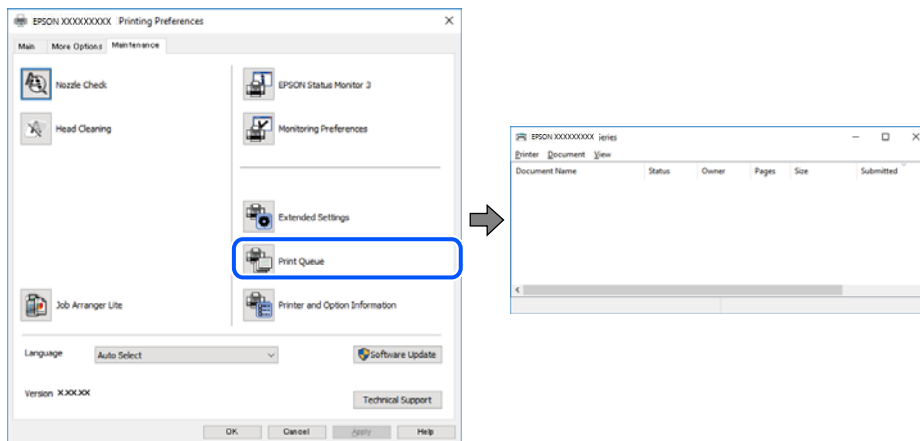 EPSON XXXXXXXXX Printing Preferences
Main More Options Maintenance
Nozzle Check
EPSON Status Monitor 3
Head Cleaning
Monitoring Preferences
Extended Settings
Print Queue
Job Arranger Lite
Printer and Option Information
Language Auto Select Software Update
Version X.XX.XX
Technical Support
OK Cancel Apply Help
EPSON XXXXXXXXX ieries
Printer Document View
Document Name Status Owner Pages Size Submitted